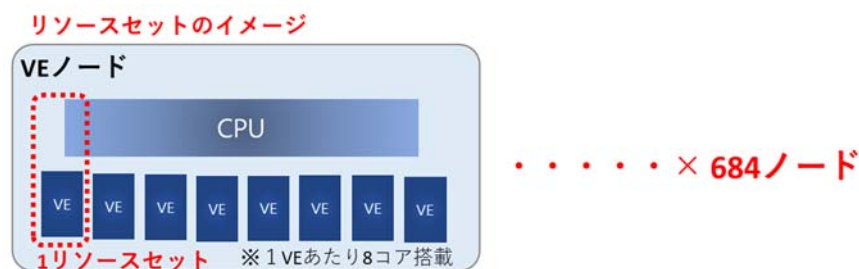 リソースセットのイメージ
VEノード
CPU
・・・・・× 684ノード
VE VE VE VE VE VE VE VE
1リソースセット ※1VEあたり8コア搭載